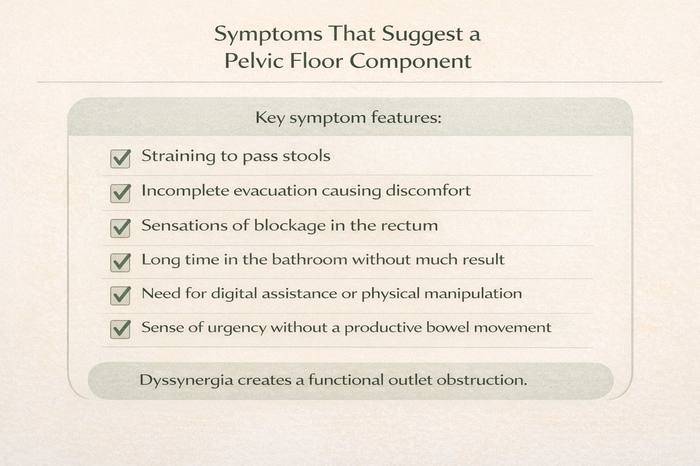 Symptoms That Suggest a
Pelvic Floor Component
Key symptom features:
Straining to pass stools
Incomplete evacuation causing discomfort
Sensations of blockage in the rectum
Long time in the bathroom without much result
Need for digital assistance or physical manipulation
Sense of urgency without a productive bowel movement
Dyssynergia creates a functional outlet obstruction.